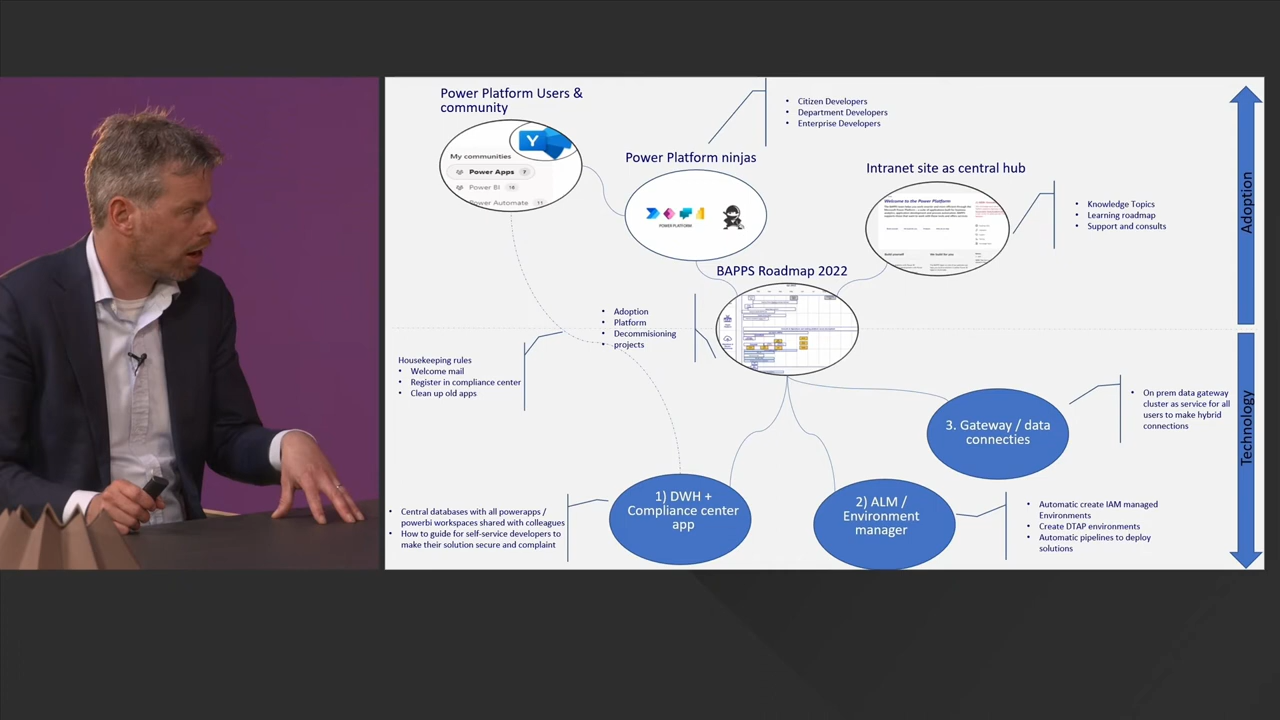 Power Platform Users &
community
Y
My communities
Power Apps 7
Power BI
Power Automate 11
Citizen Developers
Department Developers
Enterprise Developers
Power Platform ninjas
POWER PLATFORM
Intranet site as central hub
Welcome to the Power Platform
Knowledge Topics
Learning roadmap
Support and consults
Adoption
BAPPS Roadmap 2022
Adoption
Platform
Decommisioning
projects
Housekeeping rules
Welcome mail
Register in compliance center
Clean up old apps
3. Gateway / data
connecties
On prem data gateway
cluster as service for all
users to make hybrid
connections
Technology
1) DWH +
Compliance center
app
Central databases with all powerapps /
powerbi workspaces shared with colleagues
How to guide for self-service developers to
make their solution secure and complaint
2) ALM /
Environment
manager
Automatic create IAM managed
Environments
Create DTAP environments
Automatic pipelines to deploy
solutions